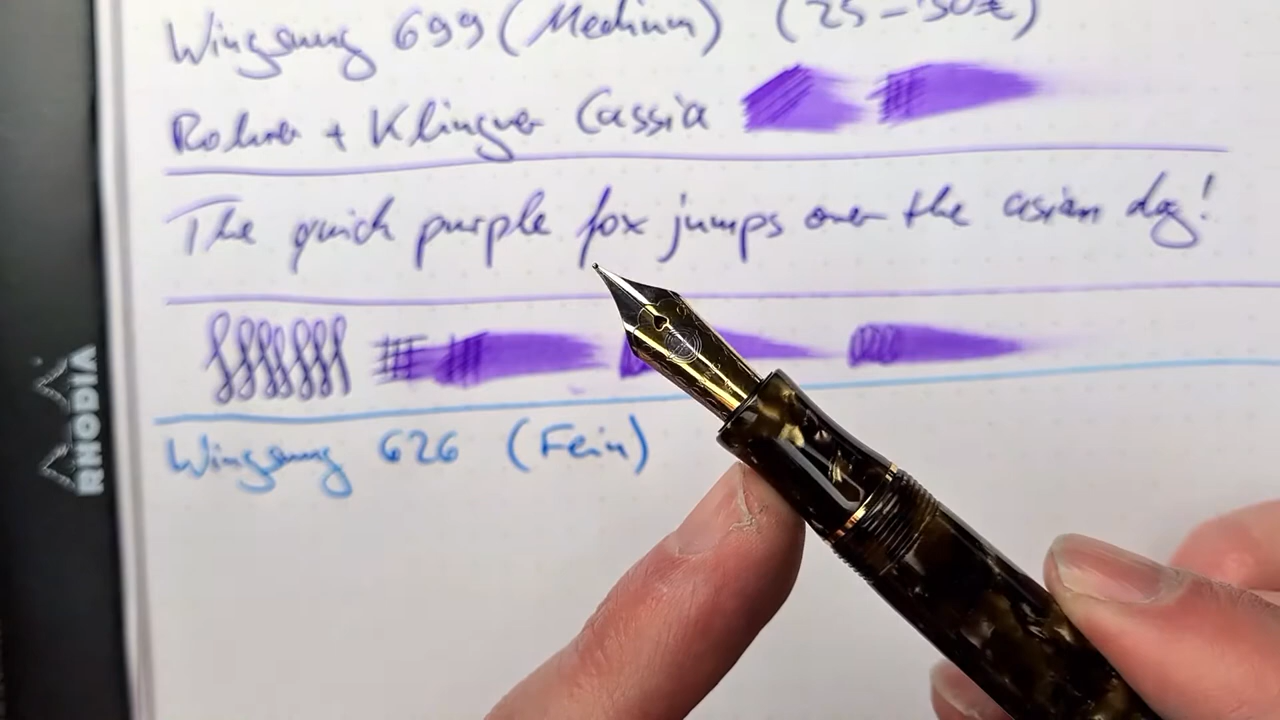 Wingsung 699 (Medium) (25-30€)
Rohrer + Klingner Cassia
The quick purple fox jumps over the asian dog!
Wingsung 626 (Fein)
RHODIA